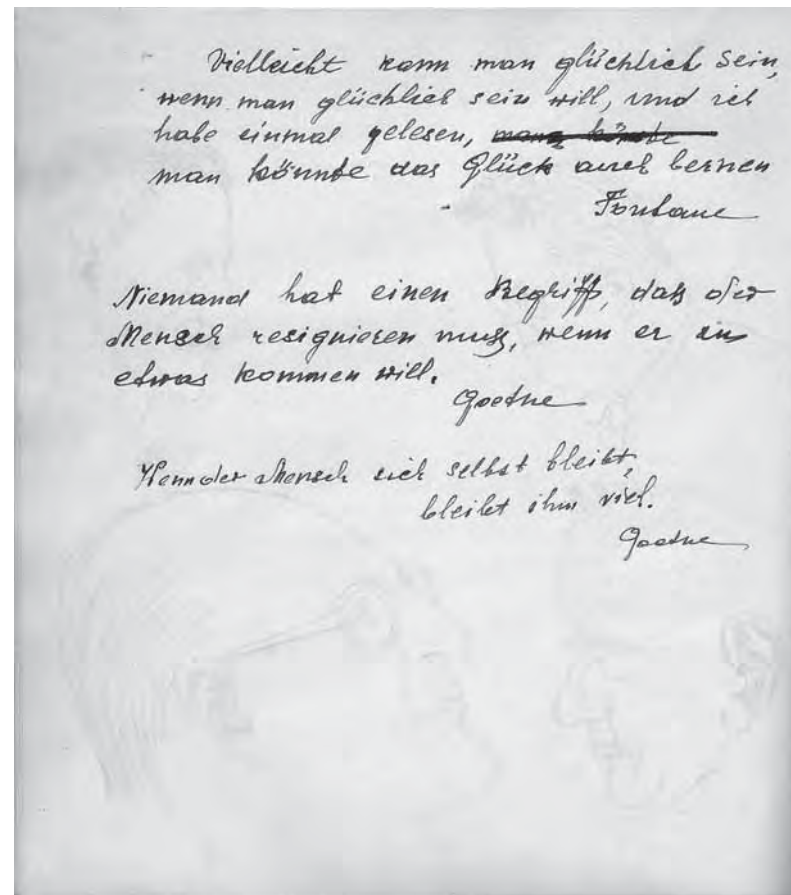 Vielleicht kann man glücklich sein,
wenn man glücklich sein will, und ich
habe einmal gelesen, man könnte
man könnte das Glück auch lernen
Fontane
Niemand hat einen Begriff, daß der
Mensch resignieren muß, wenn er zu
etwas kommen will.
Goethe
Wenn der Mensch sich selbst bleibt,
bleibt ihm viel.
Goethe